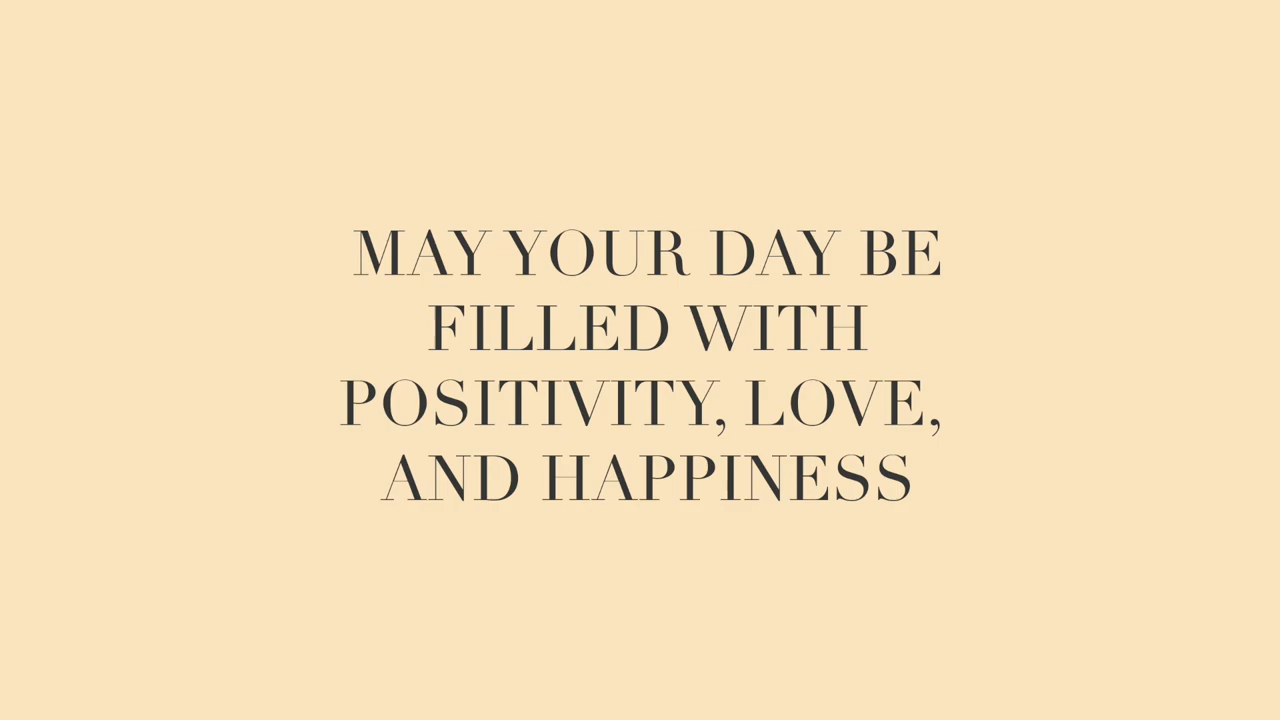 MAY YOUR DAY BE
FILLED WITH
POSITIVITY, LOVE,
AND HAPPINESS